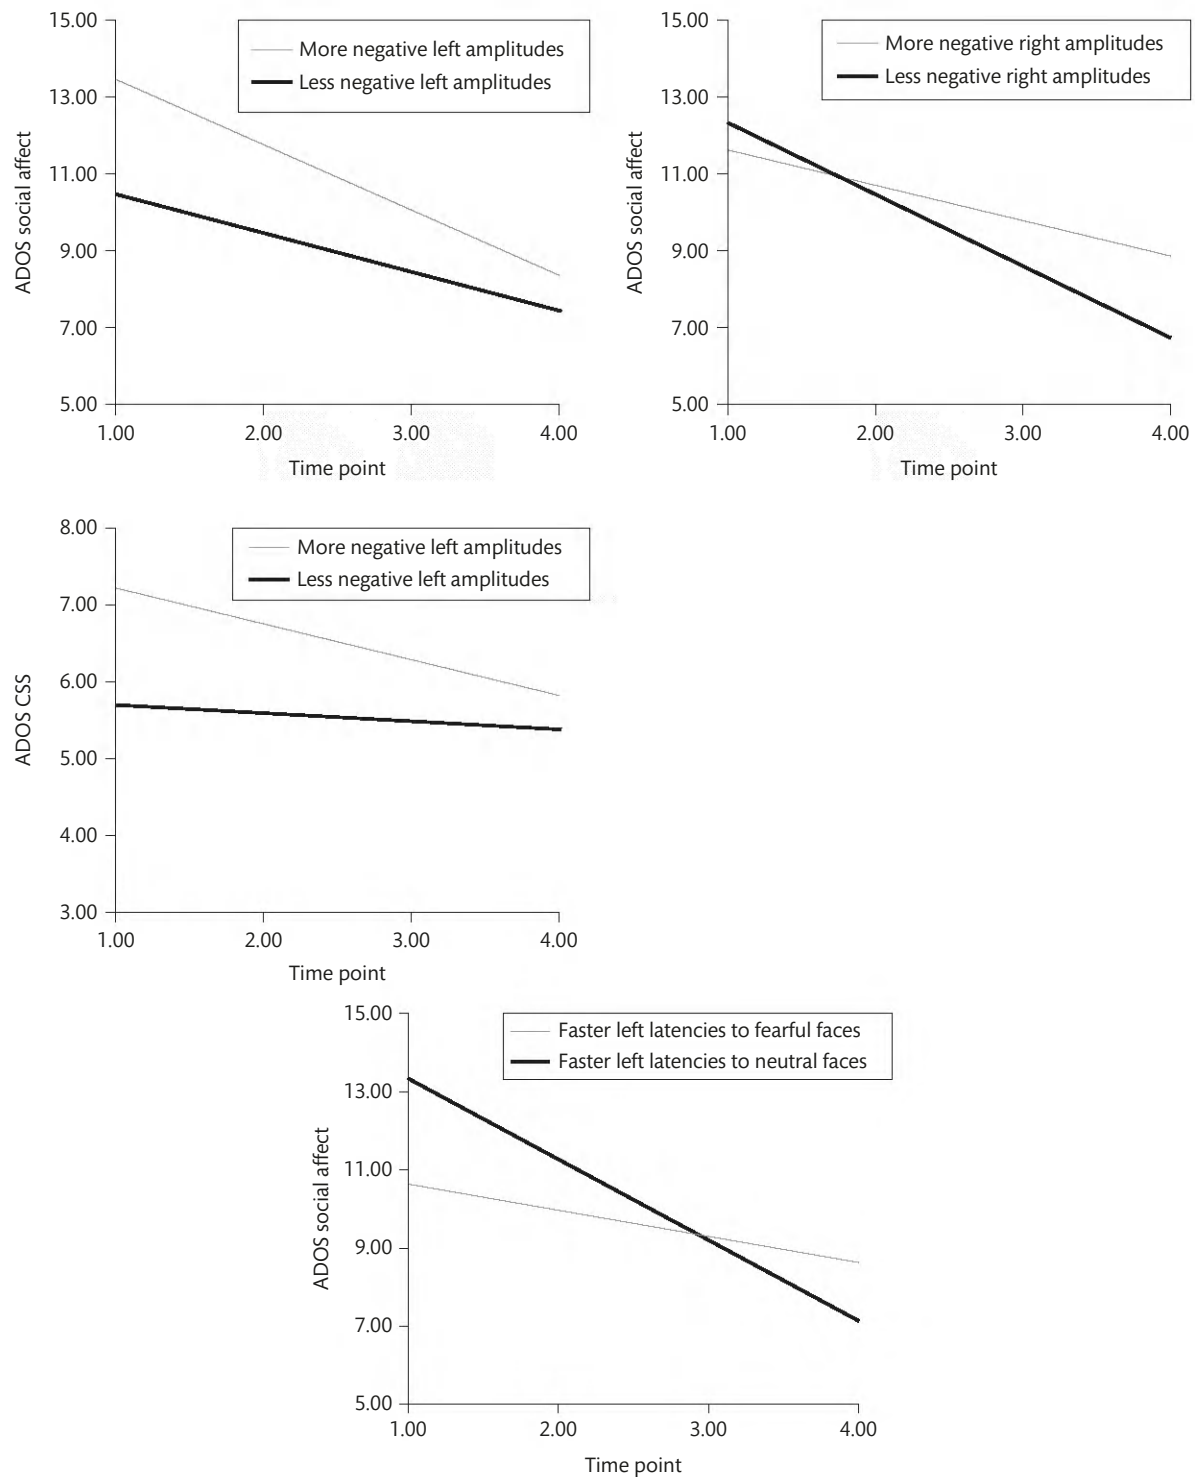 15.00
More negative left amplitudes
Less negative left amplitudes
13.00
11.00
9.00
7.00
5.00
ADOS social affect
1.00 2.00 3.00 4.00
Time point
15.00
More negative right amplitudes
Less negative right amplitudes
13.00
11.00
9.00
7.00
5.00
ADOS social affect
1.00 2.00 3.00 4.00
Time point
8.00
More negative left amplitudes
Less negative left amplitudes
7.00
6.00
5.00
4.00
3.00
ADOS CSS
1.00 2.00 3.00 4.00
Time point
15.00
Faster left latencies to fearful faces
Faster left latencies to neutral faces
13.00
11.00
9.00
7.00
5.00
ADOS social affect
1.00 2.00 3.00 4.00
Time point